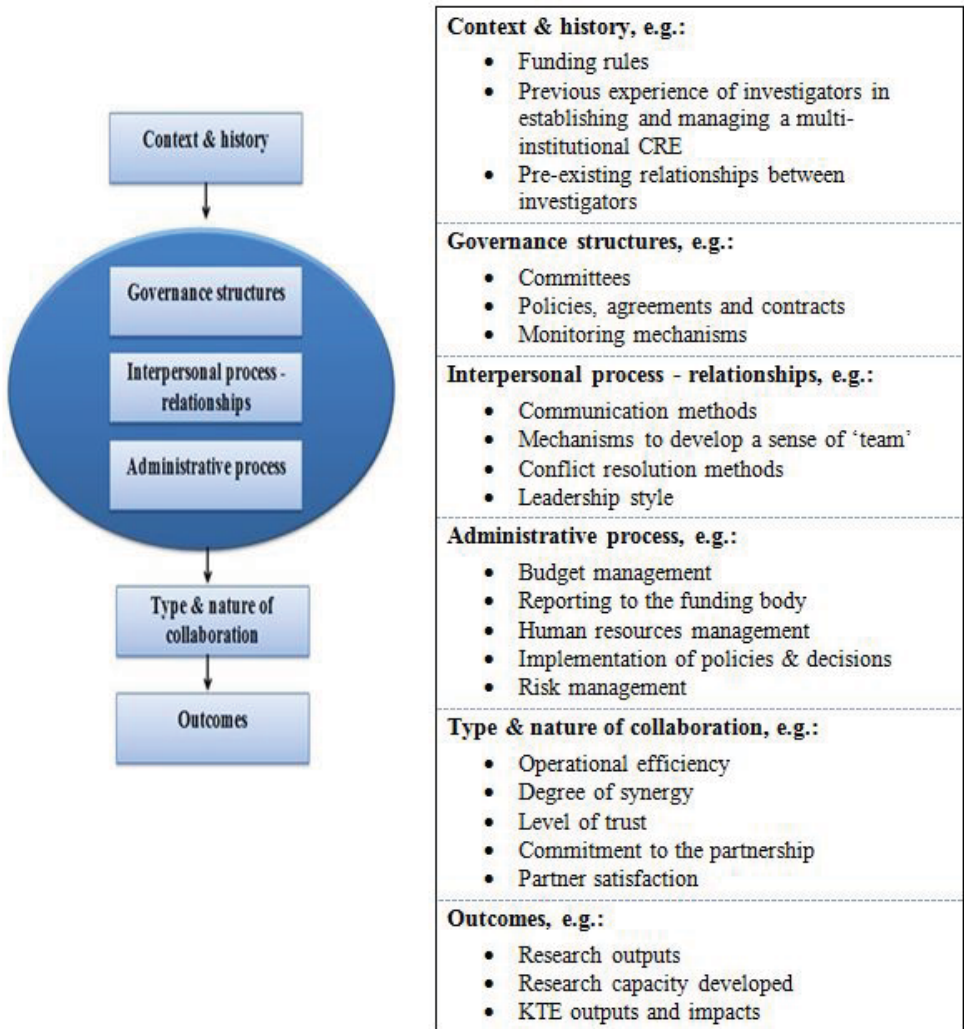 Context & history
Governance structures
Interpersonal process -
relationships
Administrative process
Type & nature of
collaboration
Outcomes
Context & history, e.g.:
• Funding rules
• Previous experience of investigators in
establishing and managing a multi-
institutional CRE
• Pre-existing relationships between
investigators
Governance structures, e.g.:
• Committees
• Policies, agreements and contracts
• Monitoring mechanisms
Interpersonal process - relationships, e.g.:
• Communication methods
• Mechanisms to develop a sense of ‘team’
• Conflict resolution methods
• Leadership style
Administrative process, e.g.:
• Budget management
• Reporting to the funding body
• Human resources management
• Implementation of policies & decisions
• Risk management
Type & nature of collaboration, e.g.:
• Operational efficiency
• Degree of synergy
• Level of trust
• Commitment to the partnership
• Partner satisfaction
Outcomes, e.g.:
• Research outputs
• Research capacity developed
• KTE outputs and impacts